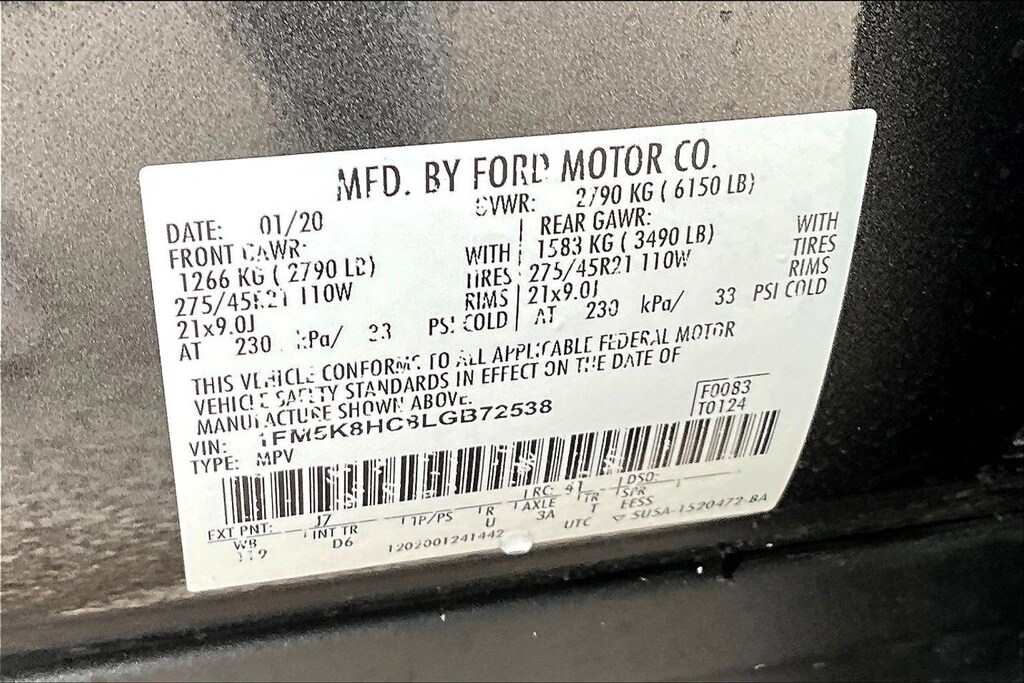 MFD. BY FORD MOTOR CO.
DATE: 01/20 GVWR: 2790 KG ( 6150 LB)
FRONT GAWR: REAR GAWR:
1266 KG ( 2790 LB) WITH 1583 KG ( 3490 LB) WITH
275/45R21 110W TIRES 275/45R21 110W TIRES
21x9.0J RIMS 21x9.0J RIMS
AT 230 kPa/ 33 PSI COLD AT 230 kPa/ 33 PSI COLD
THIS VEHICLE CONFORMS TO ALL APPLICABLE FEDERAL MOTOR
VEHICLE SAFETY STANDARDS IN EFFECT ON THE DATE OF
MANUFACTURE SHOWN ABOVE.
VIN: 1FM5K8HC8LGB72538 F0083
TYPE: MPV T0124
EXT PNT: J7 RC: 41 DSO:
WB INT TR TP/PS R AXLE TR SPR
119 D6 U 3A T EESS
1202001241442 UTC SUSA-1520472-BA